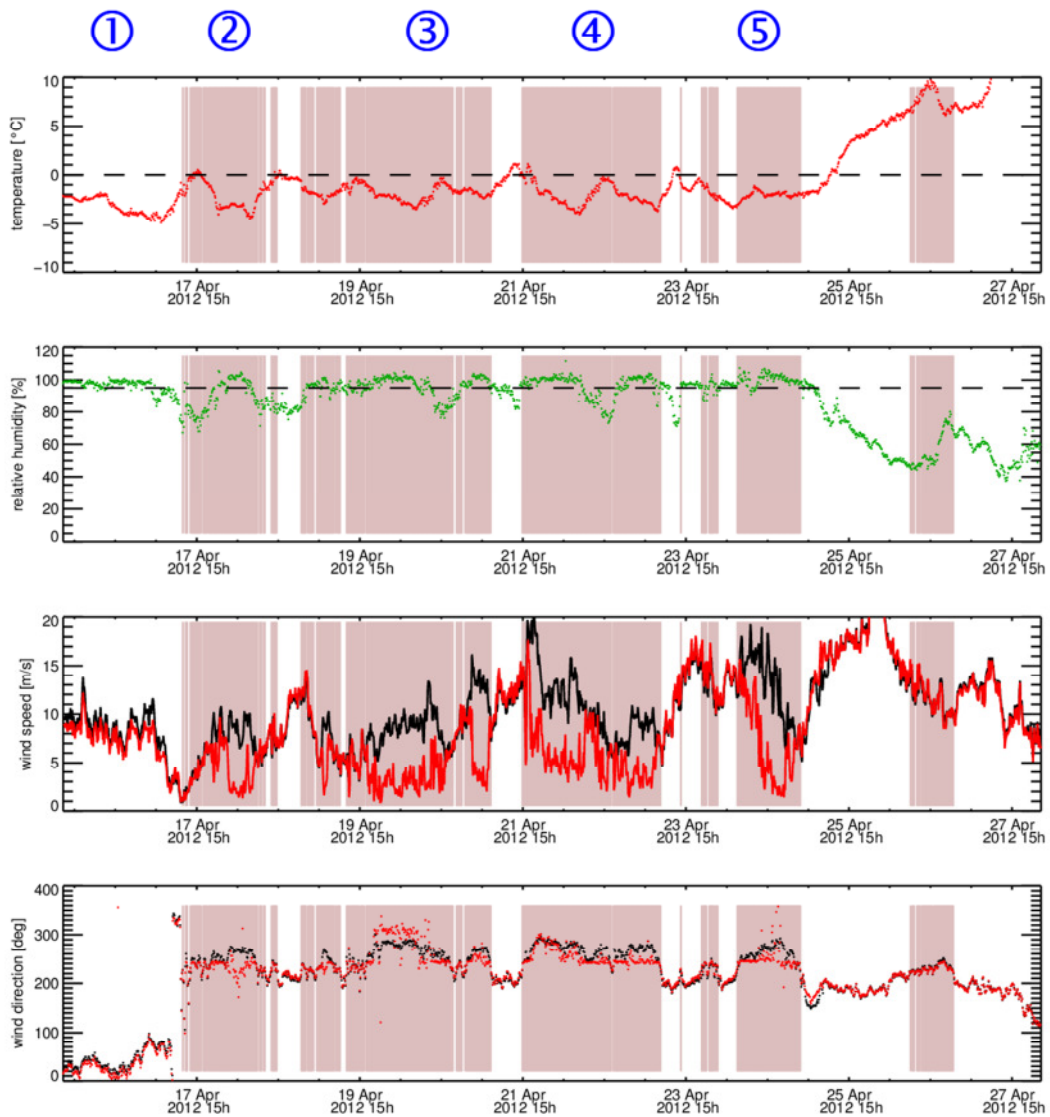 ① ② ③ ④ ⑤
temperature [°C]
10
5
0
−5
−10
17 Apr 19 Apr 21 Apr 23 Apr 25 Apr 27 Apr
2012 15h 2012 15h 2012 15h 2012 15h 2012 15h 2012 15h
relative humidity [%]
120
100
80
60
40
20
0
17 Apr 19 Apr 21 Apr 23 Apr 25 Apr 27 Apr
2012 15h 2012 15h 2012 15h 2012 15h 2012 15h 2012 15h
wind speed [m/s]
20
15
10
5
0
17 Apr 19 Apr 21 Apr 23 Apr 25 Apr 27 Apr
2012 15h 2012 15h 2012 15h 2012 15h 2012 15h 2012 15h
wind direction [deg]
400
300
200
100
0
17 Apr 19 Apr 21 Apr 23 Apr 25 Apr 27 Apr
2012 15h 2012 15h 2012 15h 2012 15h 2012 15h 2012 15h